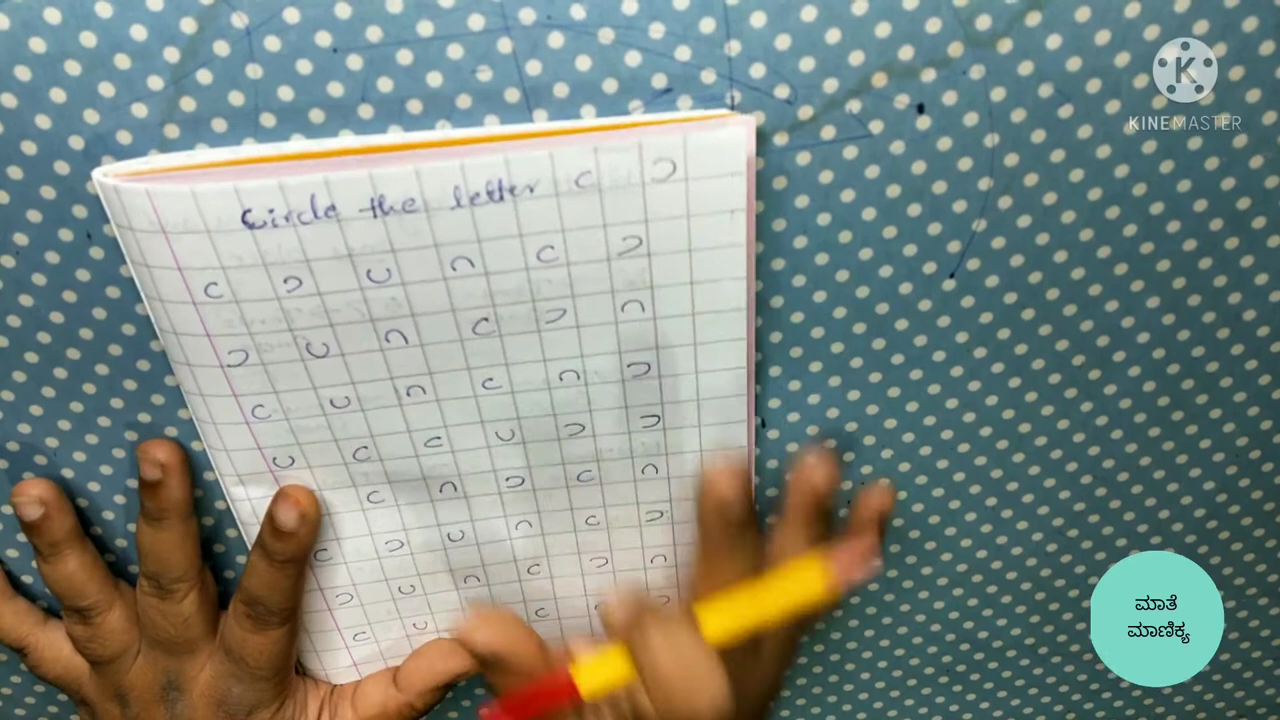 Circle the letter ⊂ ⊃
⊂ ⊃ ∪ ∩ ⊂ ⊃
⊃ ∪ ∩ ⊂ ⊃ ∩
⊂ ∪ ∩ ⊂ ∩ ⊃
∪ ⊂ ⊂ ∪ ⊃ ⊃
⊂ ∩ ⊃ ⊂ ∩
⊂ ⊃ ∪ ∩ ⊂ ⊃
⊃ ∪ ∩ ⊂ ⊃ ∩
⊂ ∪ ⊂
KINEMASTER
ಮಾತೆ
ಮಾಣಿಕ್ಯ